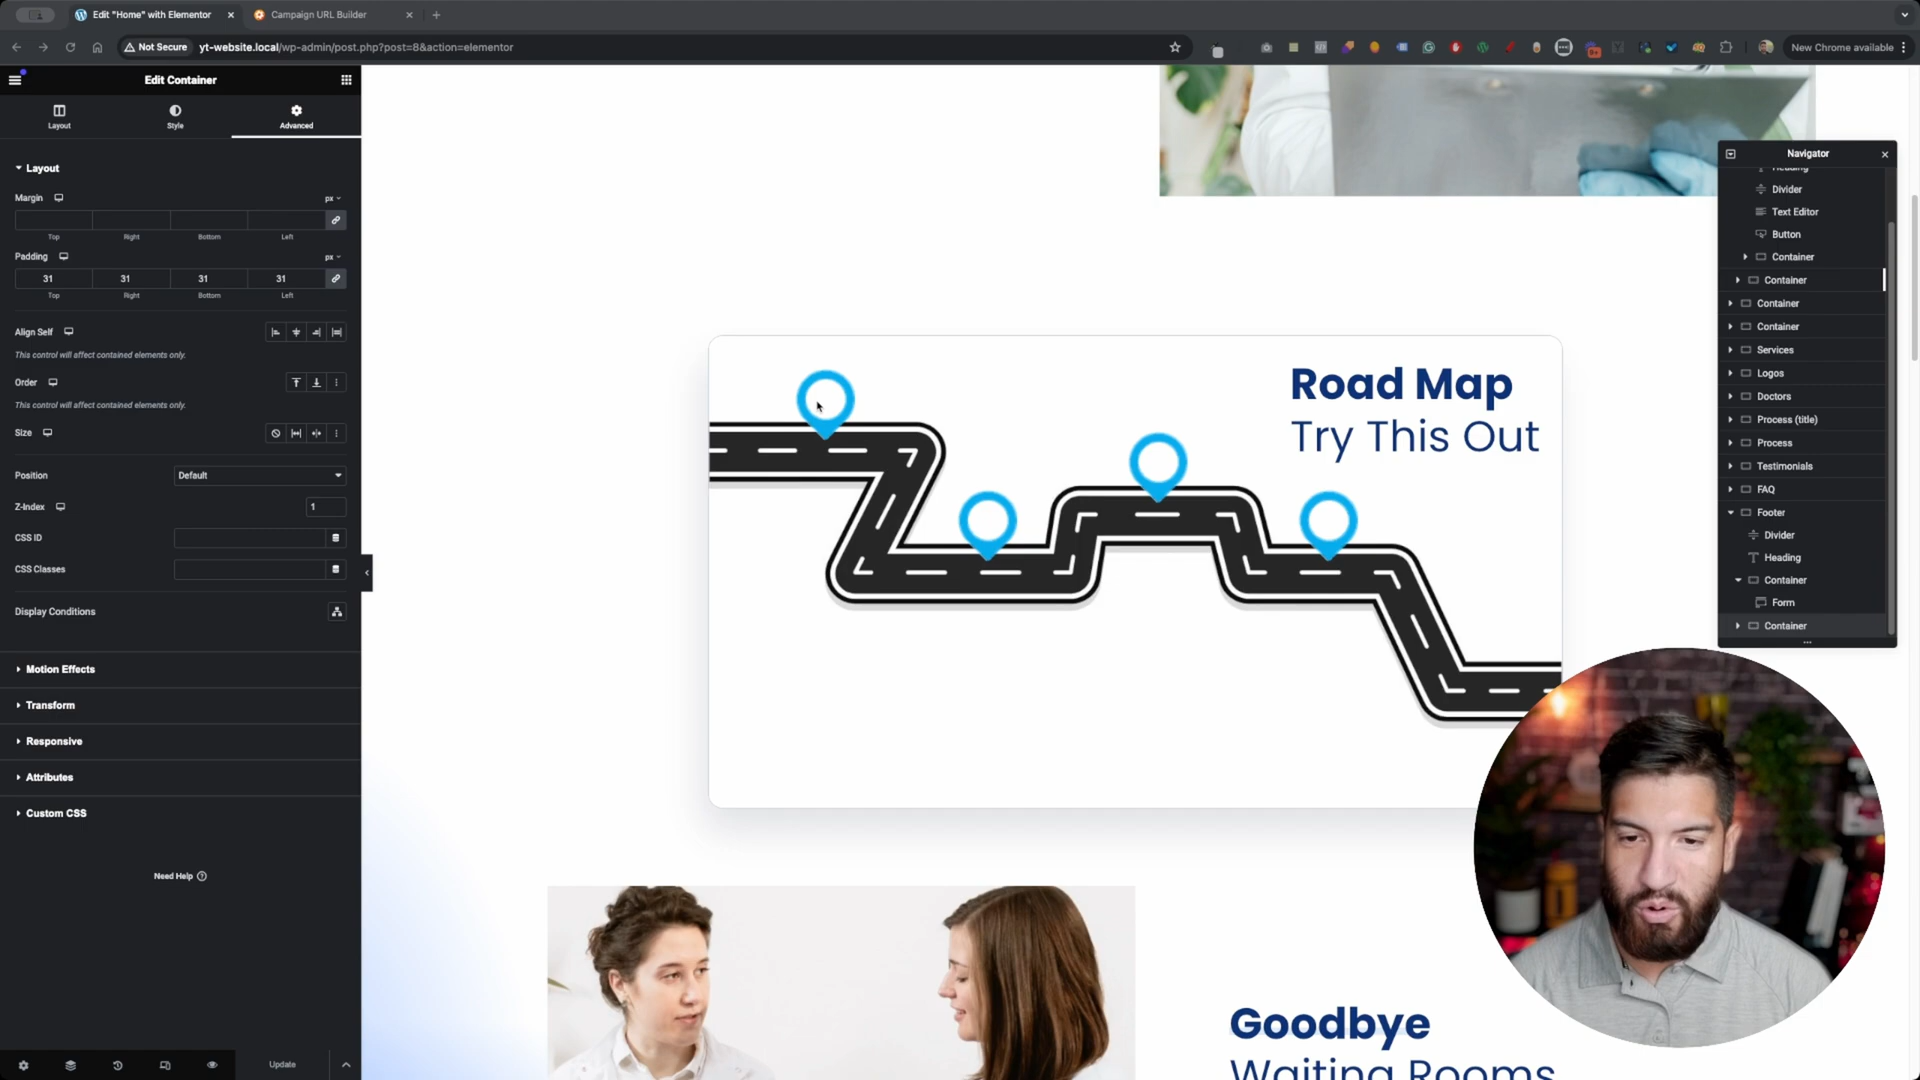 Edit "Home" with Elementor
Campaign URL Builder
Not Secure
yt-website.local/wp-admin/post.php?post=8&action=elementor
New Chrome available
Edit Container
Layout
Style
Advanced
Layout
Margin
px
Top Right Bottom Left
Padding
px
31 31 31 31
Top Right Bottom Left
Align Self
This control will affect contained elements only.
Order
This control will affect contained elements only.
Size
Position
Default
Z-Index
1
CSS ID
CSS Classes
Display Conditions
Motion Effects
Transform
Responsive
Attributes
Custom CSS
Need Help
Update
Road Map
Try This Out
Goodbye
Waiting Rooms
Navigator
Heading
Divider
Text Editor
Button
Container
Container
Container
Container
Services
Logos
Doctors
Process (title)
Process
Testimonials
FAQ
Footer
Divider
Heading
Container
Form
Container